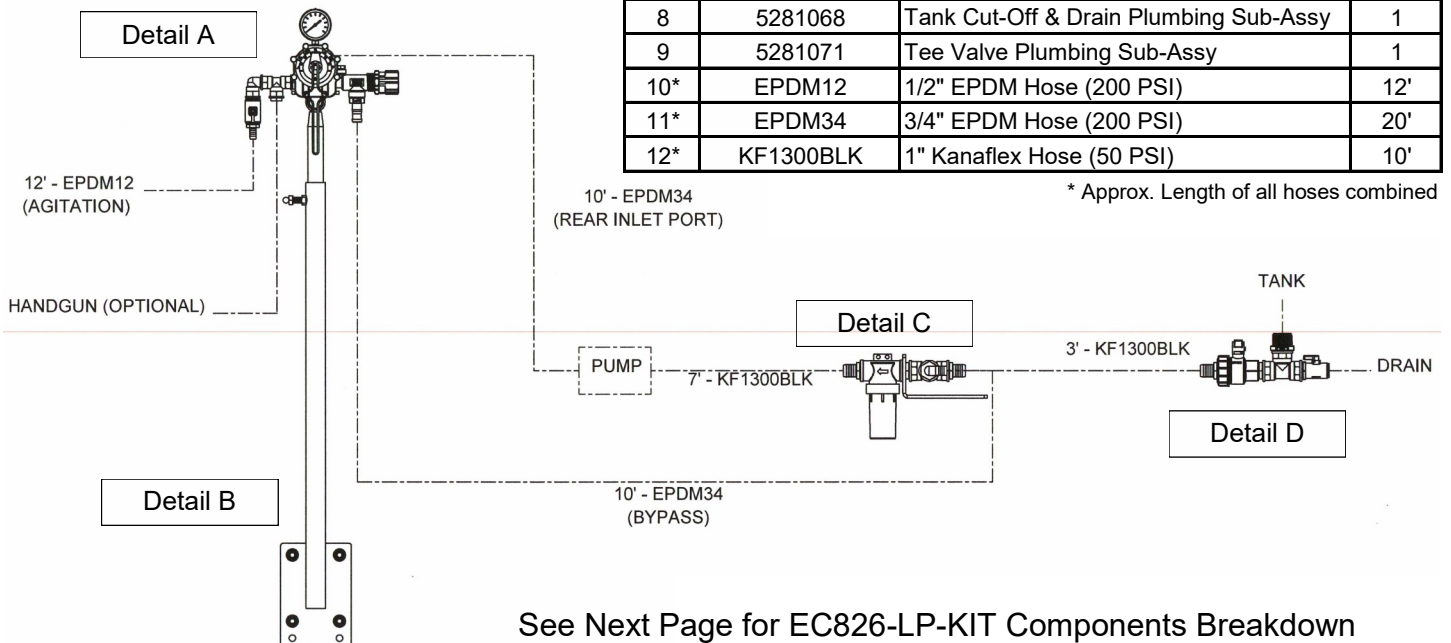 Detail A
8 5281068 Tank Cut-Off & Drain Plumbing Sub-Assy 1
9 5281071 Tee Valve Plumbing Sub-Assy 1
10* EPDM12 1/2" EPDM Hose (200 PSI) 12'
11* EPDM34 3/4" EPDM Hose (200 PSI) 20'
12* KF1300BLK 1" Kanaflex Hose (50 PSI) 10'
* Approx. Length of all hoses combined
12' - EPDM12
(AGITATION)
10' - EPDM34
(REAR INLET PORT)
HANDGUN (OPTIONAL)
TANK
Detail C
PUMP
7' - KF1300BLK
3' - KF1300BLK
DRAIN
Detail D
Detail B
10' - EPDM34
(BYPASS)
See Next Page for EC826-LP-KIT Components Breakdown